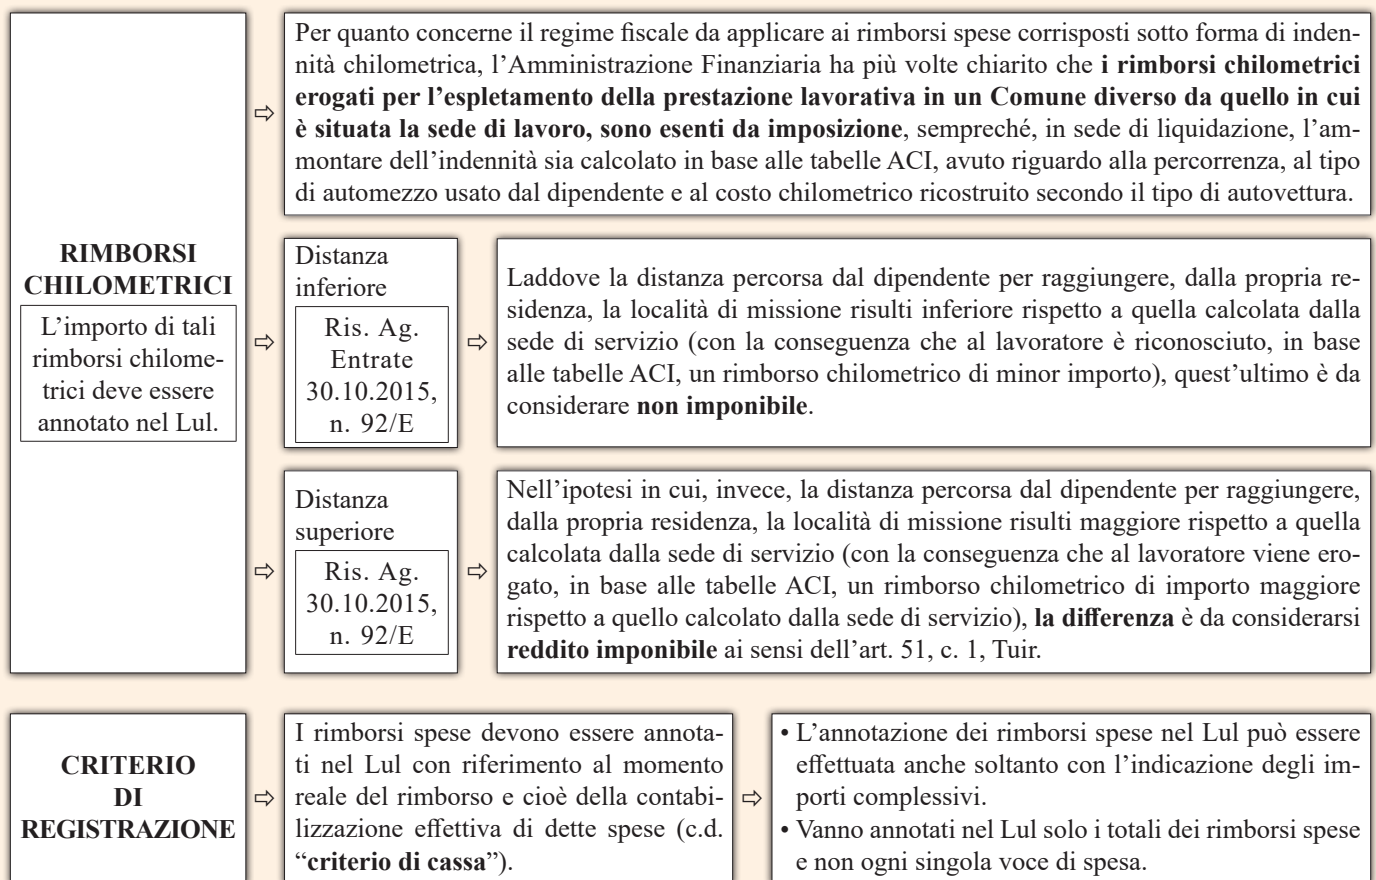 RIMBORSI
CHILOMETRICI
L’importo di tali
rimborsi chilome-
trici deve essere
annotato nel Lul.
⇨
Per quanto concerne il regime fiscale da applicare ai rimborsi spese corrisposti sotto forma di inden-
nità chilometrica, l’Amministrazione Finanziaria ha più volte chiarito che i rimborsi chilometrici
erogati per l’espletamento della prestazione lavorativa in un Comune diverso da quello in cui
è situata la sede di lavoro, sono esenti da imposizione, sempreché, in sede di liquidazione, l’am-
montare dell’indennità sia calcolato in base alle tabelle ACI, avuto riguardo alla percorrenza, al tipo
di automezzo usato dal dipendente e al costo chilometrico ricostruito secondo il tipo di autovettura.
⇨
Distanza
inferiore
Ris. Ag.
Entrate
30.10.2015,
n. 92/E
⇨
Laddove la distanza percorsa dal dipendente per raggiungere, dalla propria re-
sidenza, la località di missione risulti inferiore rispetto a quella calcolata dalla
sede di servizio (con la conseguenza che al lavoratore è riconosciuto, in base
alle tabelle ACI, un rimborso chilometrico di minor importo), quest’ultimo è da
considerare non imponibile.
⇨
Distanza
superiore
Ris. Ag.
30.10.2015,
n. 92/E
⇨
Nell’ipotesi in cui, invece, la distanza percorsa dal dipendente per raggiungere,
dalla propria residenza, la località di missione risulti maggiore rispetto a quella
calcolata dalla sede di servizio (con la conseguenza che al lavoratore viene ero-
gato, in base alle tabelle ACI, un rimborso chilometrico di importo maggiore
rispetto a quello calcolato dalla sede di servizio), la differenza è da considerarsi
reddito imponibile ai sensi dell’art. 51, c. 1, Tuir.
CRITERIO
DI
REGISTRAZIONE
⇨
I rimborsi spese devono essere annota-
ti nel Lul con riferimento al momento
reale del rimborso e cioè della contabi-
lizzazione effettiva di dette spese (c.d.
“criterio di cassa”).
⇨
• L’annotazione dei rimborsi spese nel Lul può essere
effettuata anche soltanto con l’indicazione degli im-
porti complessivi.
• Vanno annotati nel Lul solo i totali dei rimborsi spese
e non ogni singola voce di spesa.